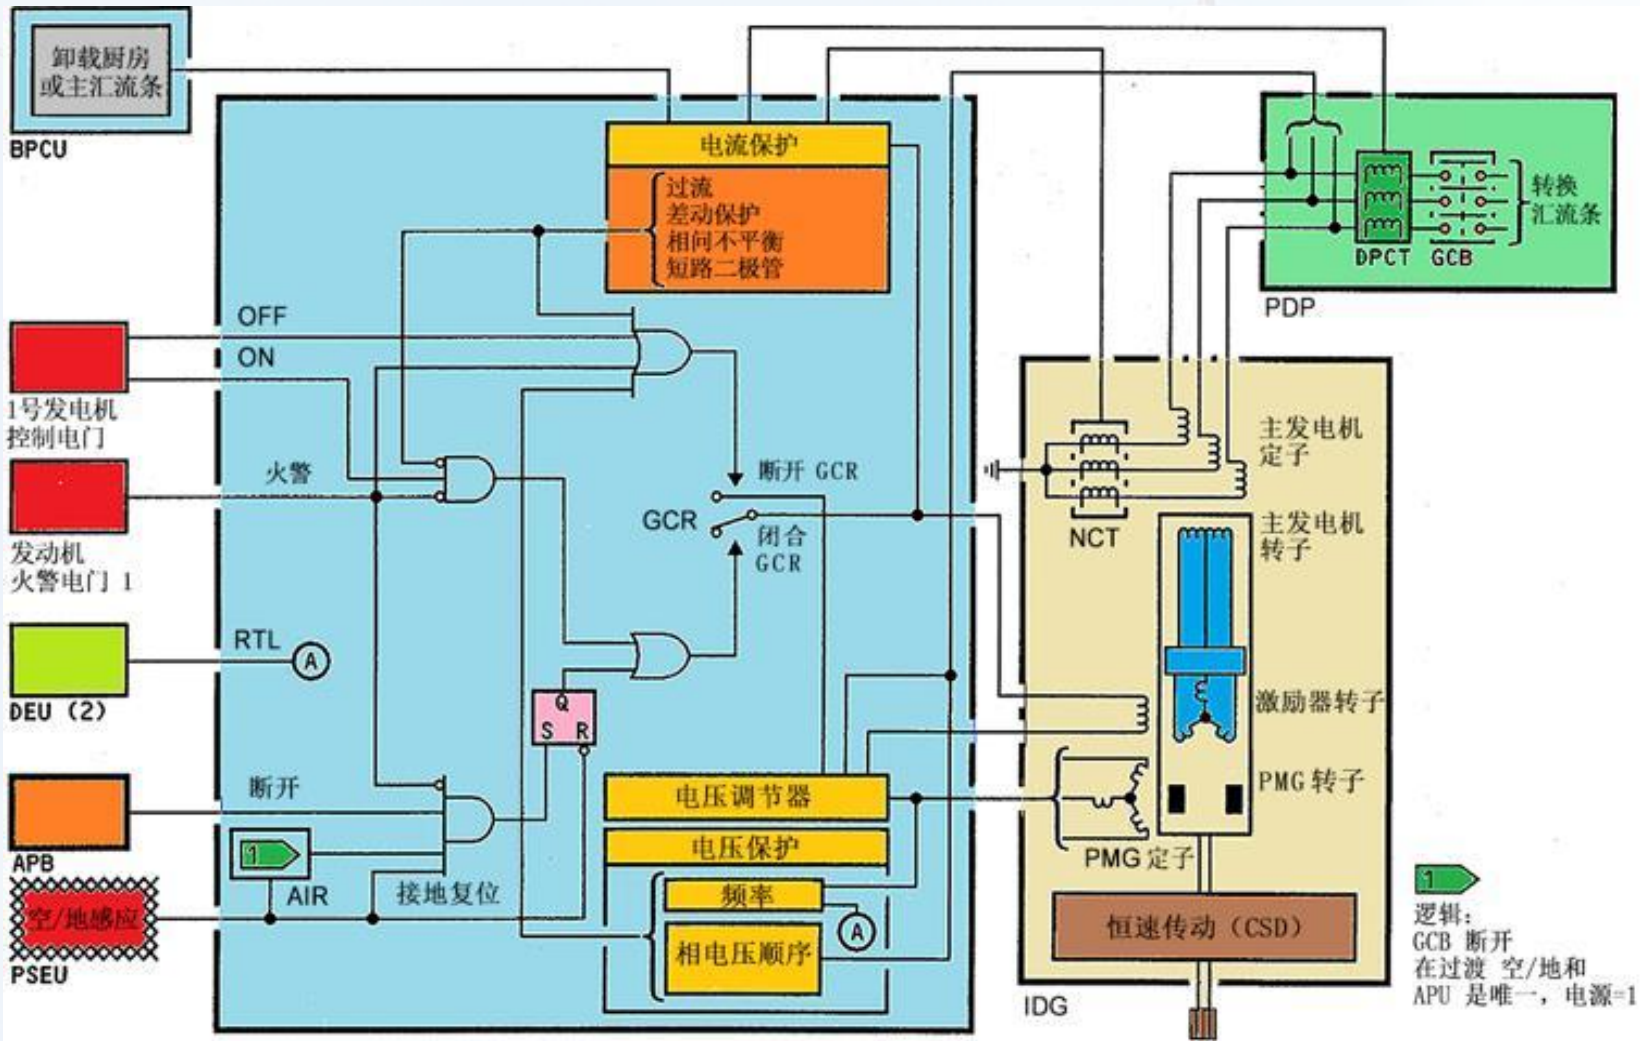 卸载厨房
或主汇流条
BPCU
电流保护
过流
差动保护
相问不平衡
短路二极管
转换
汇流条
DPCT GCB
PDP
OFF
ON
1号发电机
控制电门
火警
发动机
火警电门 1
断开 GCR
GCR
闭合
GCR
主发电机
定子
NCT
主发电机
转子
RTL
A
DEU (2)
Q
S R
激励器转子
断开
APB
1
AIR
接地复位
空/地感应
PSEU
电压调节器
电压保护
频率
A
相电压顺序
PMG 转子
PMG 定子
恒速传动（CSD）
IDG
1
逻辑：
GCB 断开
在过渡 空/地和
APU 是唯一，电源=1